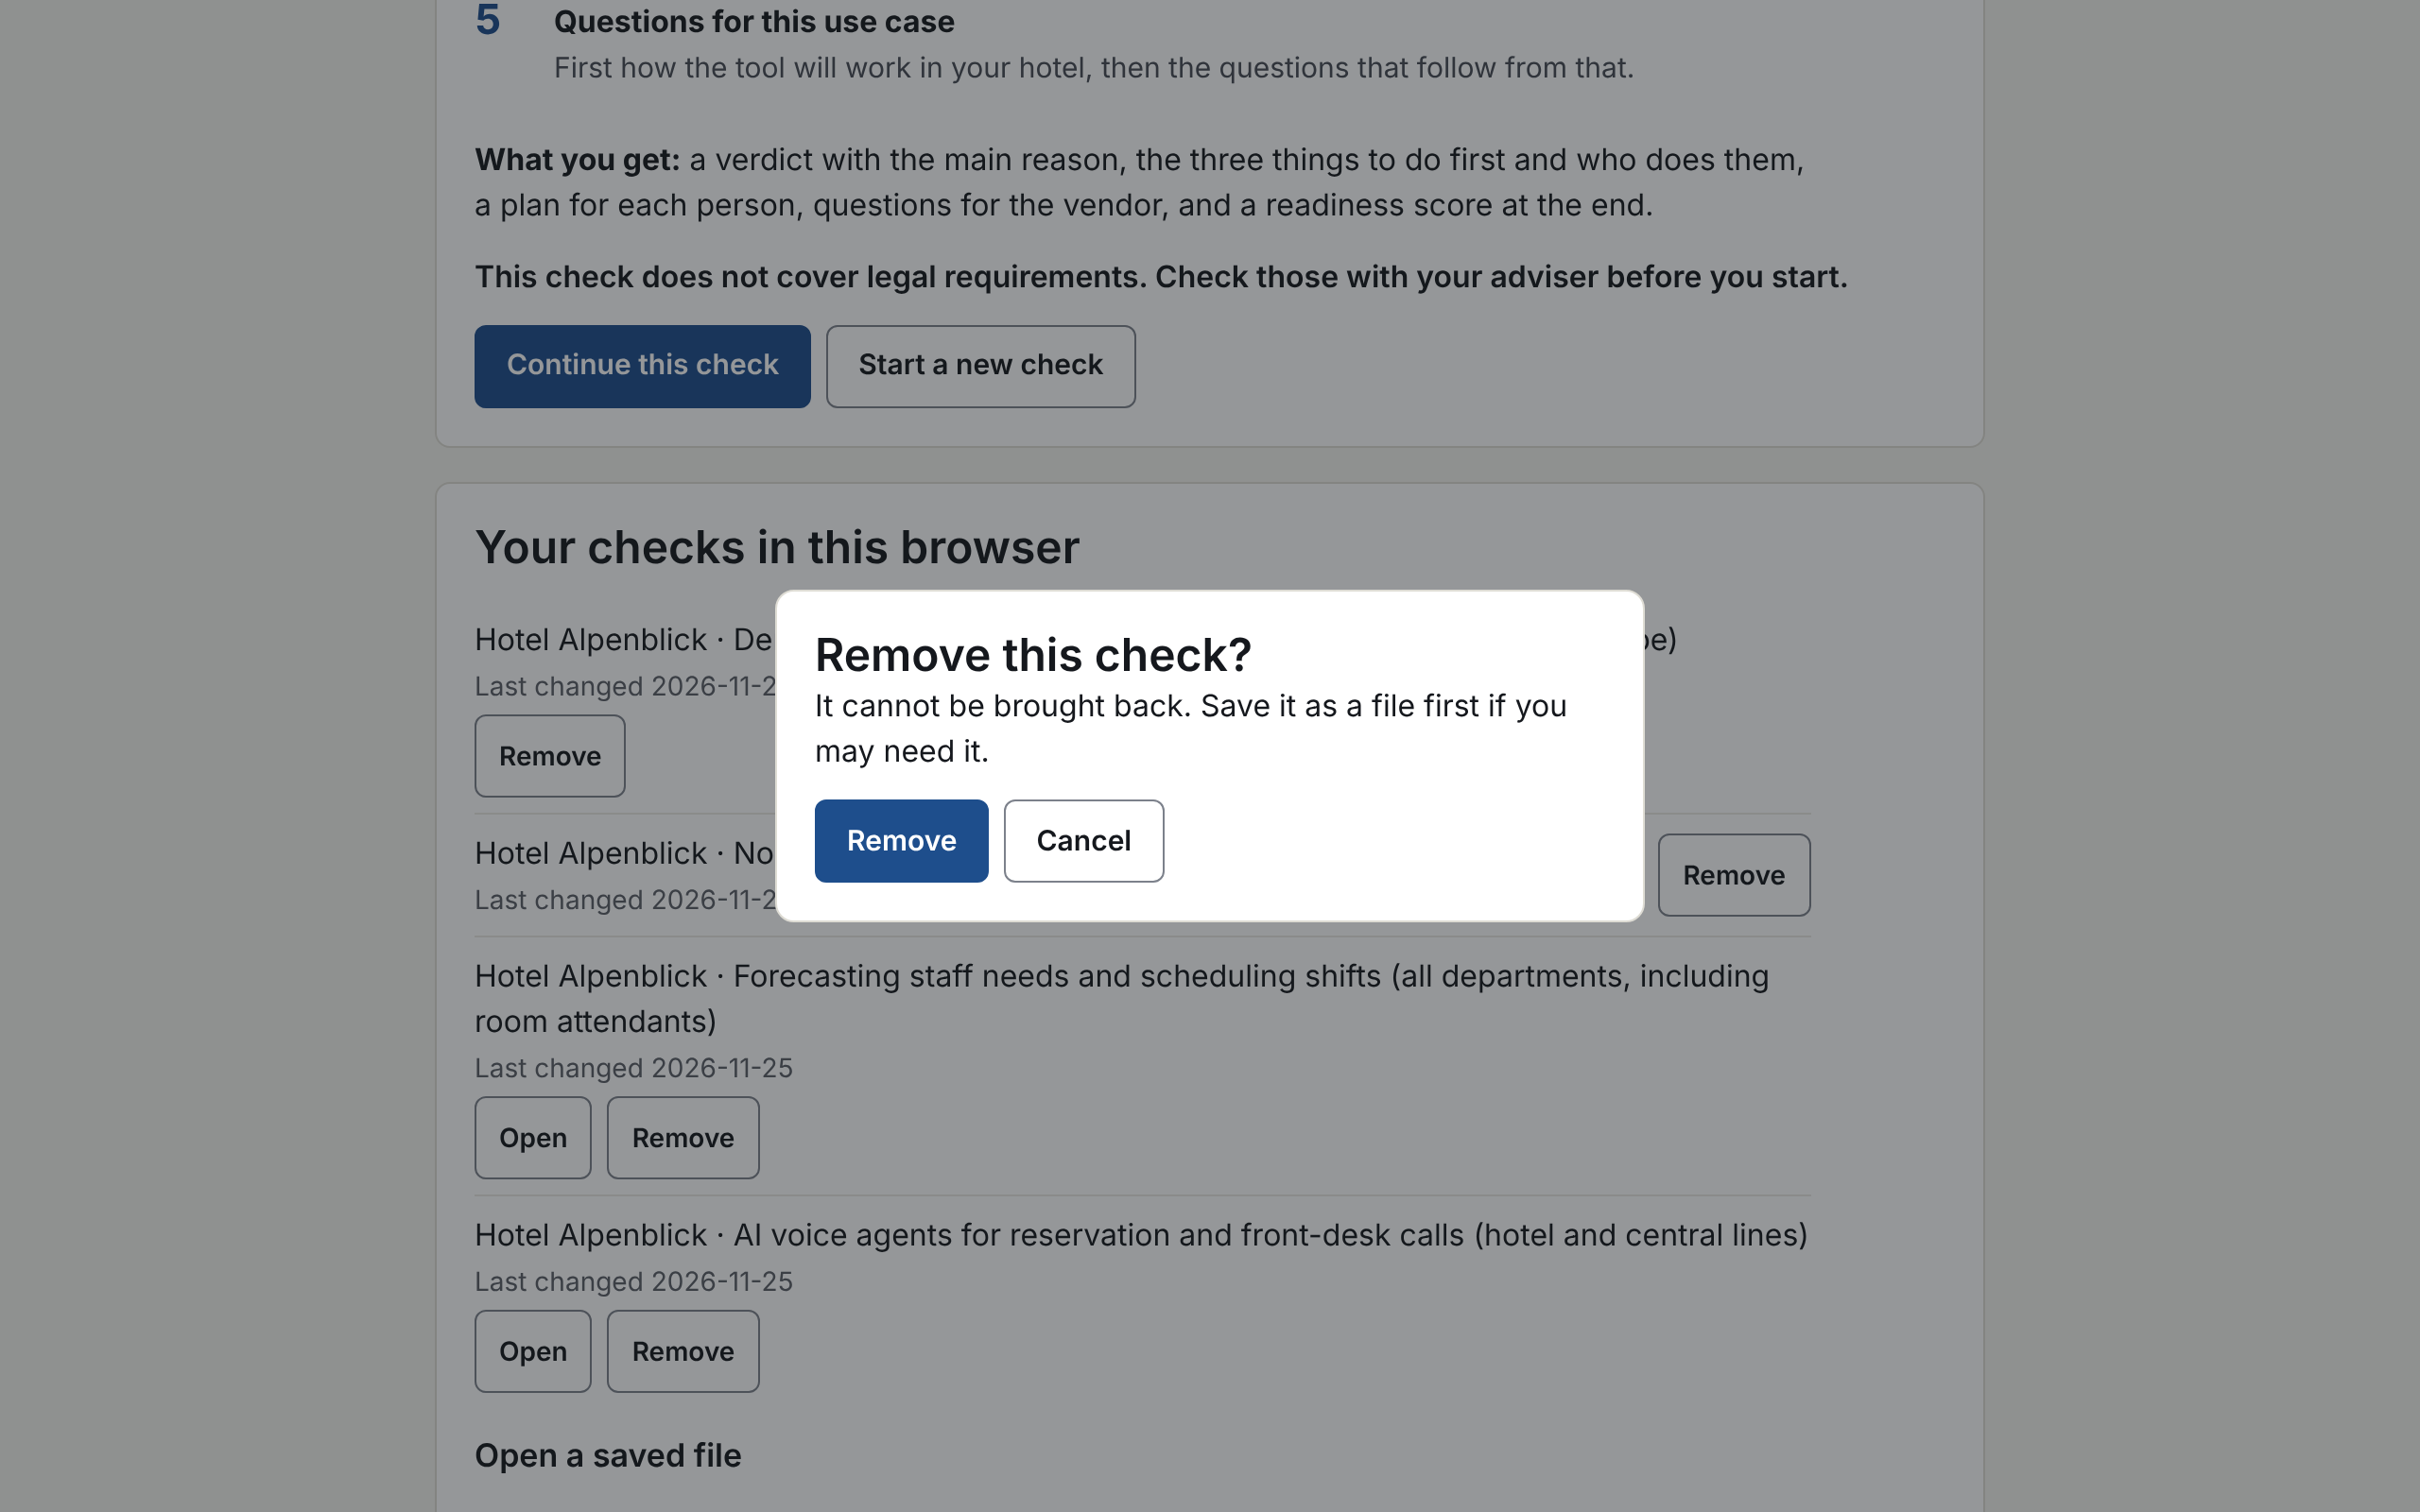 5
Questions for this use case
First how the tool will work in your hotel, then the questions that follow from that.
What you get: a verdict with the main reason, the three things to do first and who does them,
a plan for each person, questions for the vendor, and a readiness score at the end.
This check does not cover legal requirements. Check those with your adviser before you start.
Continue this check
Start a new check
Your checks in this browser
Hotel Alpenblick ·
Last changed
Remove
Hotel Alpenblick ·
Last changed
Remove
Remove this check?
It cannot be brought back. Save it as a file first if you
may need it.
Remove
Cancel
Hotel Alpenblick · Forecasting staff needs and scheduling shifts (all departments, including
room attendants)
Last changed 2026-11-25
Open
Remove
Hotel Alpenblick · AI voice agents for reservation and front-desk calls (hotel and central lines)
Last changed 2026-11-25
Open
Remove
Open a saved file